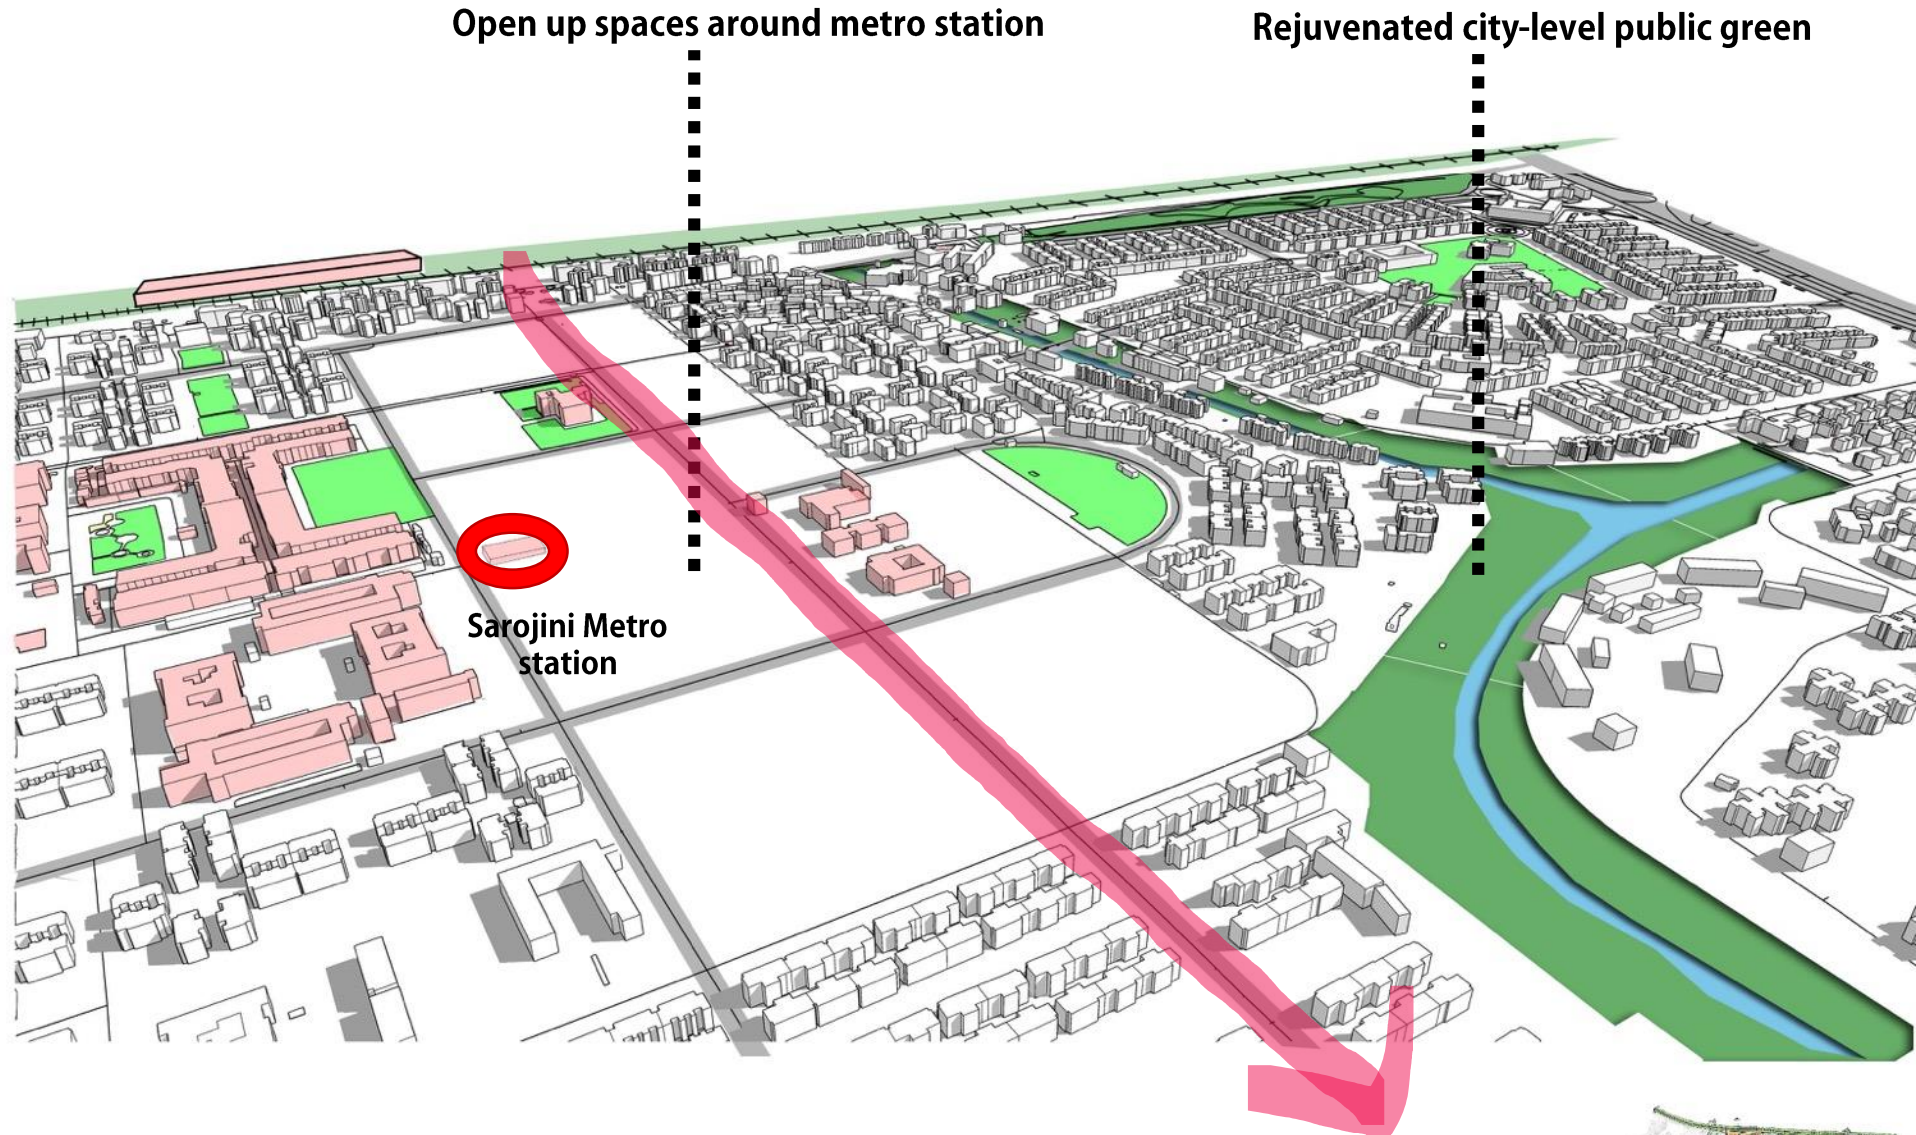 Open up spaces around metro station
Rejuvenated city-level public green
Sarojini Metro
station